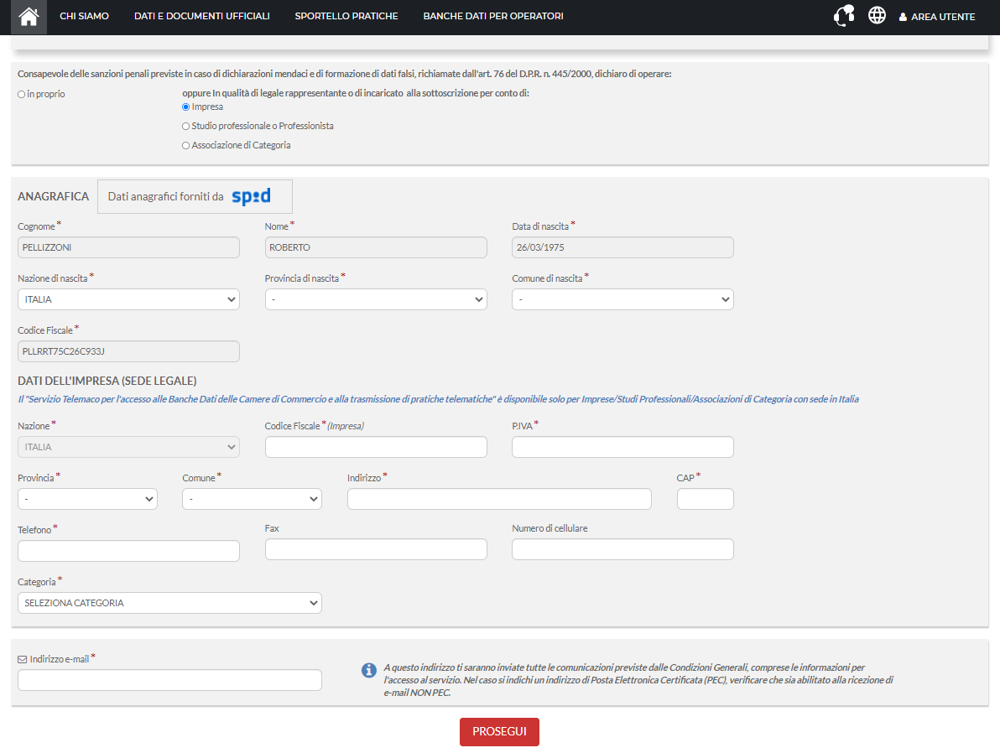 CHI SIAMO DATI E DOCUMENTI UFFICIALI SPORTELLO PRATICHE BANCHE DATI PER OPERATORI AREA UTENTE
Consapevole delle sanzioni penali previste in caso di dichiarazioni mendaci e di formazione di dati falsi, richiamate dall'art. 76 del D.P.R. n. 445/2000, dichiaro di operare:
in proprio oppure In qualità di legale rappresentante o di incaricato alla sottoscrizione per conto di:
Impresa
Studio professionale o Professionista
Associazione di Categoria
ANAGRAFICA Dati anagrafici forniti da spid
Cognome * Nome * Data di nascita *
PELLIZZONI ROBERTO 26/03/1975
Nazione di nascita * Provincia di nascita * Comune di nascita *
ITALIA - -
Codice Fiscale *
PLLRRT75C26C933J
DATI DELL'IMPRESA (SEDE LEGALE)
Il "Servizio Telemaco per l'accesso alle Banche Dati delle Camere di Commercio e alla trasmissione di pratiche telematiche" è disponibile solo per Imprese/Studi Professionali/Associazioni di Categoria con sede in Italia
Nazione * Codice Fiscale * (Impresa) P.IVA *
ITALIA
Provincia * Comune * Indirizzo * CAP *
- -
Telefono * Fax Numero di cellulare
Categoria *
SELEZIONA CATEGORIA
Indirizzo e-mail *
A questo indirizzo ti saranno inviate tutte le comunicazioni previste dalle Condizioni Generali, comprese le informazioni per
l'accesso al servizio. Nel caso si indichi un indirizzo di Posta Elettronica Certificata (PEC), verificare che sia abilitato alla ricezione di
e-mail NON PEC.
PROSEGUI